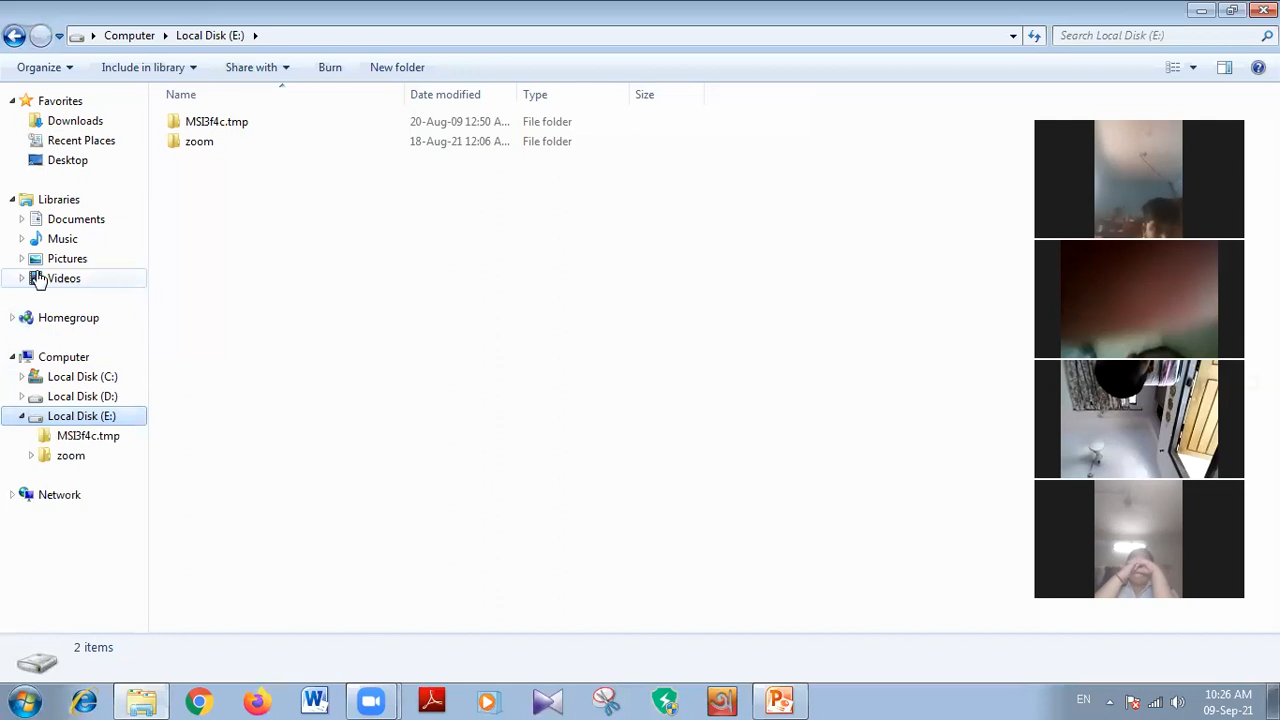 Computer Local Disk (E:)
Search Local Disk (E:)
Organize Include in library Share with Burn New folder
Name Date modified Type Size
MSI3f4c.tmp 20-Aug-09 12:50 A... File folder
zoom 18-Aug-21 12:06 A... File folder
Favorites
Downloads
Recent Places
Desktop
Libraries
Documents
Music
Pictures
Videos
Homegroup
Computer
Local Disk (C:)
Local Disk (D:)
Local Disk (E:)
MSI3f4c.tmp
zoom
Network
2 items
EN
10:26 AM
09-Sep-21